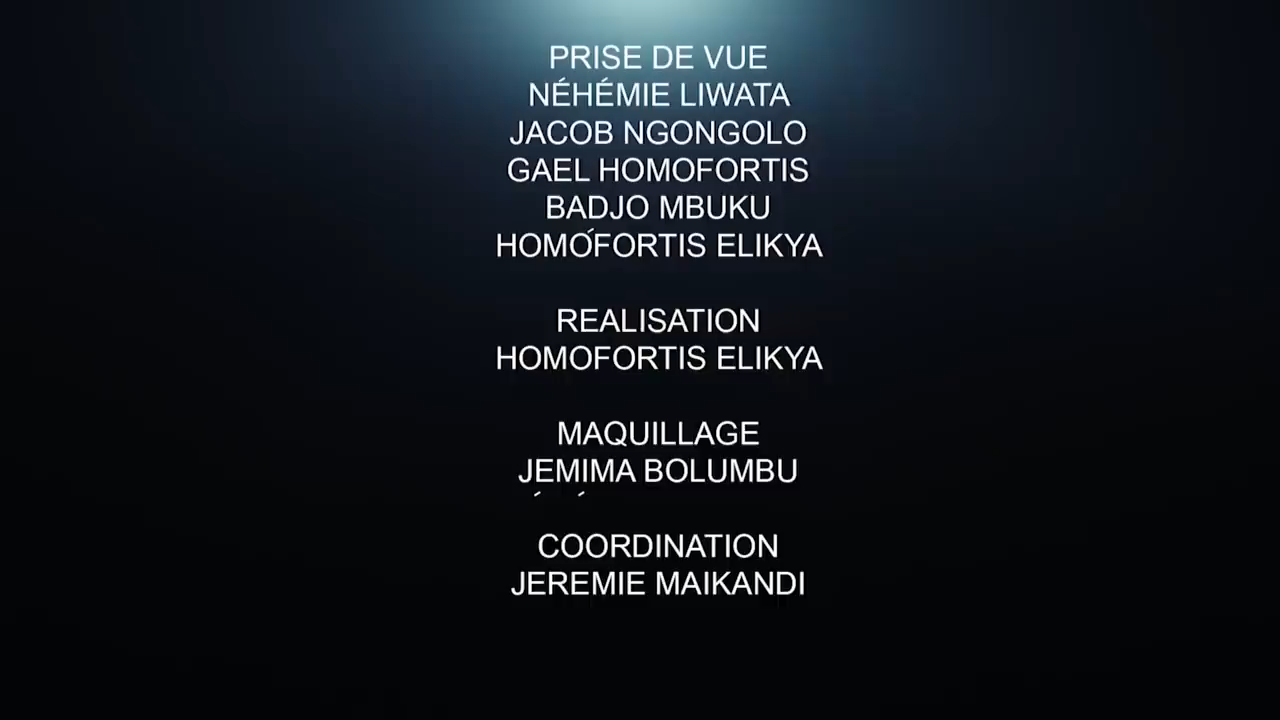 PRISE DE VUE
NÉHÉMIE LIWATA
JACOB NGONGOLO
GAEL HOMOFORTIS
BADJO MBUKU
HOMOFORTIS ELIKYA
REALISATION
HOMOFORTIS ELIKYA
MAQUILLAGE
JEMIMA BOLUMBU
COORDINATION
JEREMIE MAIKANDI